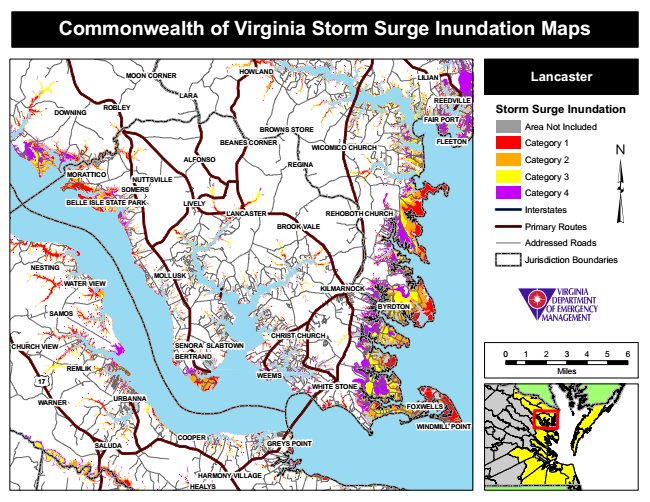 Commonwealth of Virginia Storm Surge Inundation Maps
Lancaster
Storm Surge Inundation
Area Not Included
Category 1
Category 2
Category 3
Category 4
Interstates
Primary Routes
Addressed Roads
Jurisdiction Boundaries
N
VIRGINIA
DEPARTMENT
OF EMERGENCY
MANAGEMENT
0 1 2 3 4 5 6
Miles
MOON CORNER
HOWLAND
LILIAN
LARA
REEDVILLE
DOWNING
ROBLEY
FAIR PORT
BROWNS STORE
BEANES CORNER
WICOMICO CHURCH
FLEETON
ALFONSO
REGINA
MORATTICO
NUTTSVILLE
SOMERS
BELLE ISLE STATE PARK
LIVELY
LANCASTER
REHOBOTH CHURCH
BROOK VALE
NESTING
MOLLUSK
WATER VIEW
KILMARNOCK
BYRDTON
SAMOS
CHRIST CHURCH
CHURCH VIEW
SENORA
SLABTOWN
BERTRAND
REMLIK
WEEMS
17
WHITE STONE
WARNER
URBANNA
FOXWELLS
WINDMILL POINT
COOPER
SALUDA
GREYS POINT
HARMONY VILLAGE
HEALYS